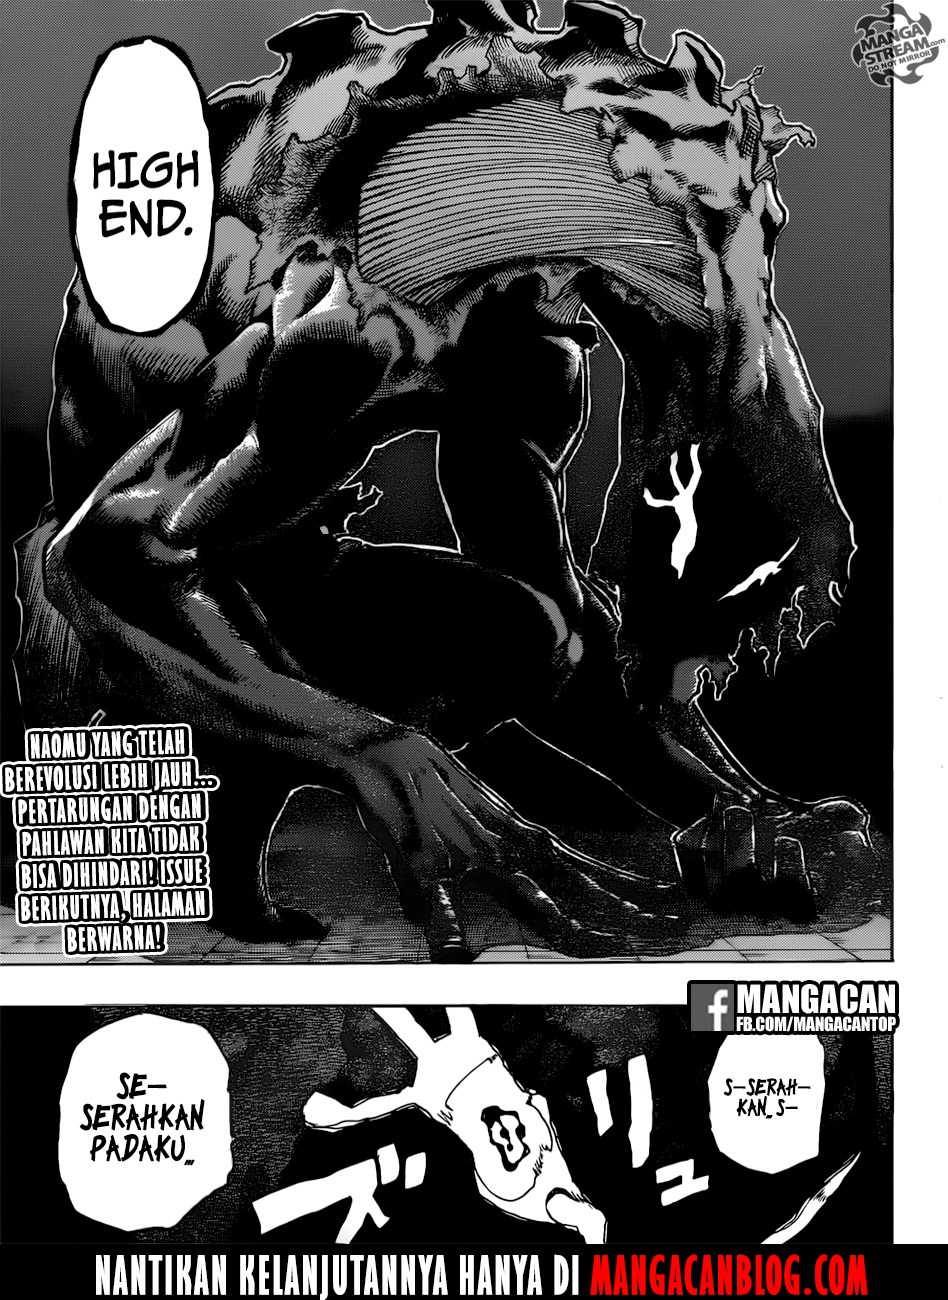 MANGA
STREAM.com
DO NOT MIRROR
HIGH
END.
NAOMU YANG TELAH
BEREVOLUSI LEBIH JAUH...
PERTARUNGAN DENGAN
PAHLAWAN KITA TIDAK
BISA DIHINDARI! ISSUE
BERIKUTNYA, HALAMAN
BERWARNA!
f MANGACAN
FB.COM/MANGACANTOP
S-SERAH-
KAN.. S-
リュ
ズ
SE-
SERAHKAN
PADAKU...
NANTIKAN KELANJUTANNYA HANYA DI MANGACANBLOG.COM